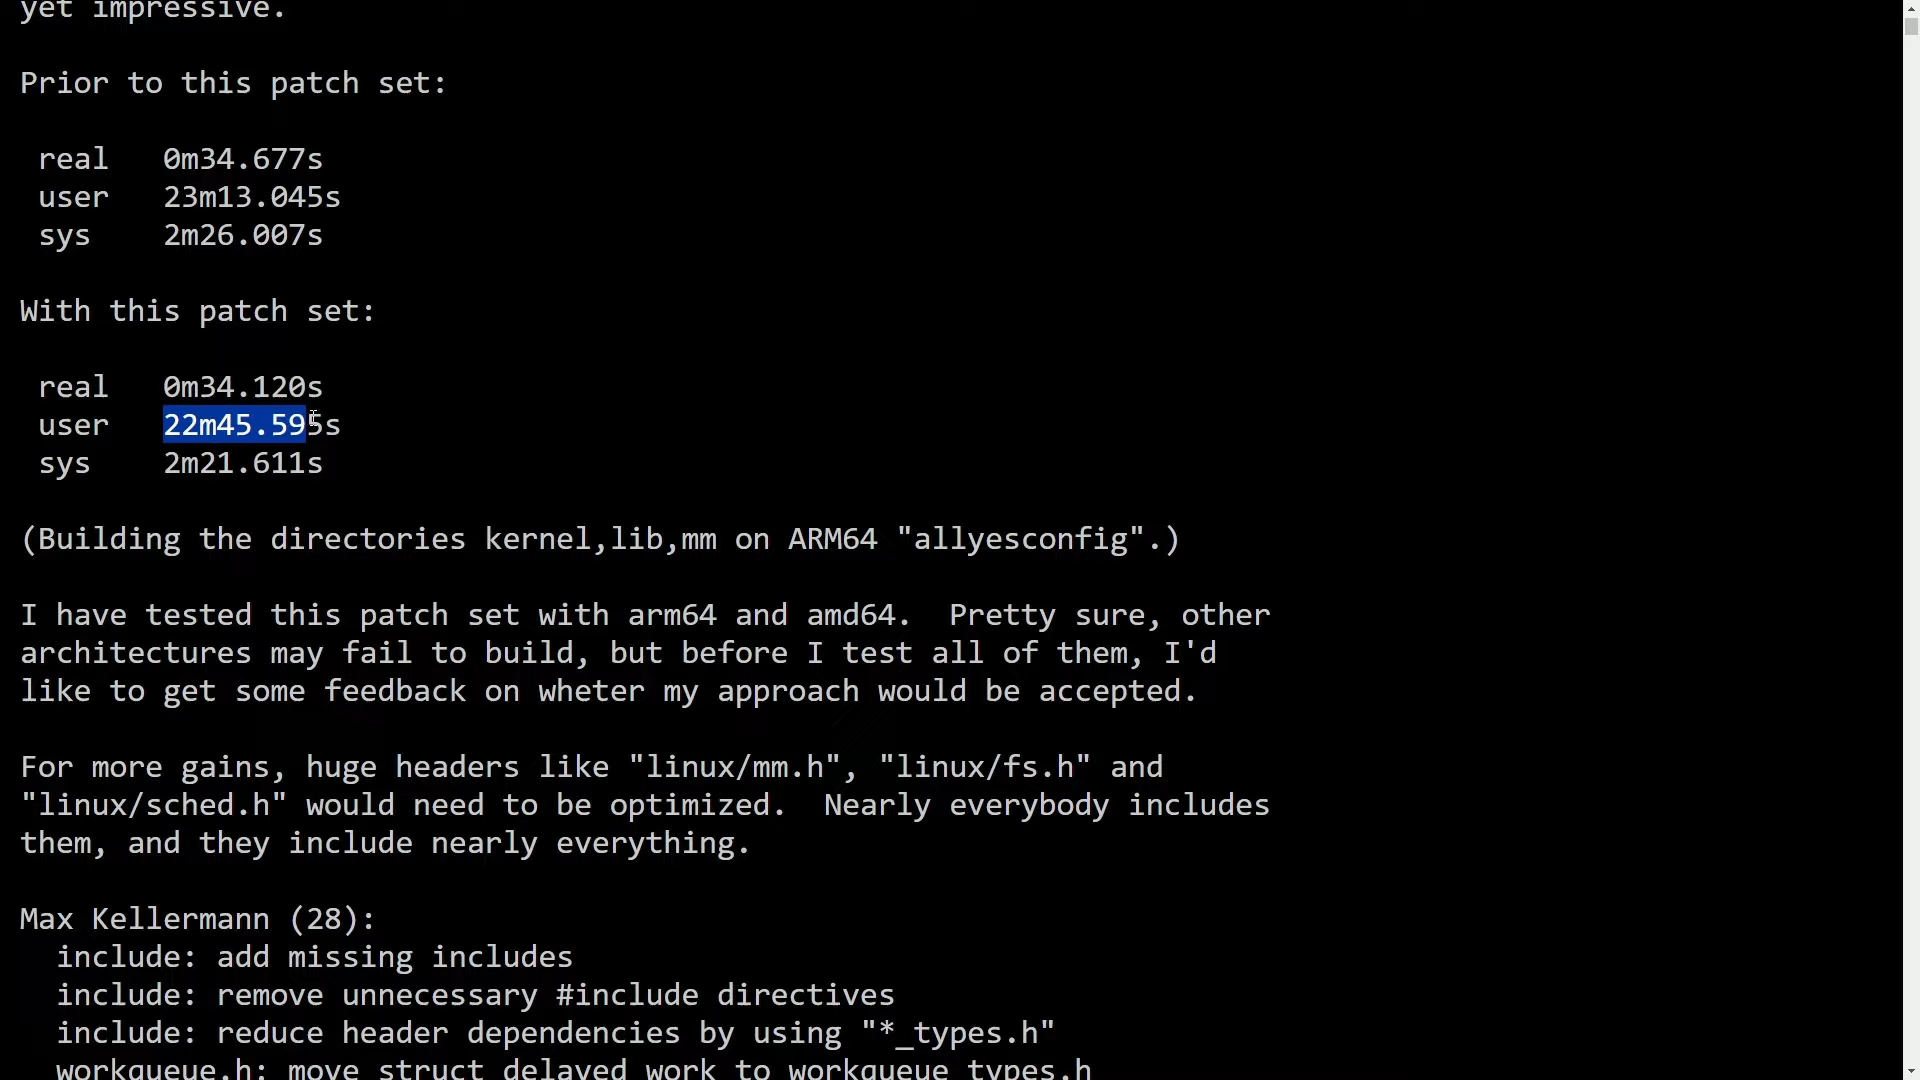 yet impressive.
Prior to this patch set:
real 0m34.677s
user 23m13.045s
sys 2m26.007s
With this patch set:
real 0m34.120s
user 22m45.595s
sys 2m21.611s
(Building the directories kernel,lib,mm on ARM64 "allyesconfig".)
I have tested this patch set with arm64 and amd64.  Pretty sure, other
architectures may fail to build, but before I test all of them, I'd
like to get some feedback on wheter my approach would be accepted.
For more gains, huge headers like "linux/mm.h", "linux/fs.h" and
"linux/sched.h" would need to be optimized.  Nearly everybody includes
them, and they include nearly everything.
Max Kellermann (28):
include: add missing includes
include: remove unnecessary #include directives
include: reduce header dependencies by using "*_types.h"
workqueue.h: move struct delayed_work to workqueue_types.h